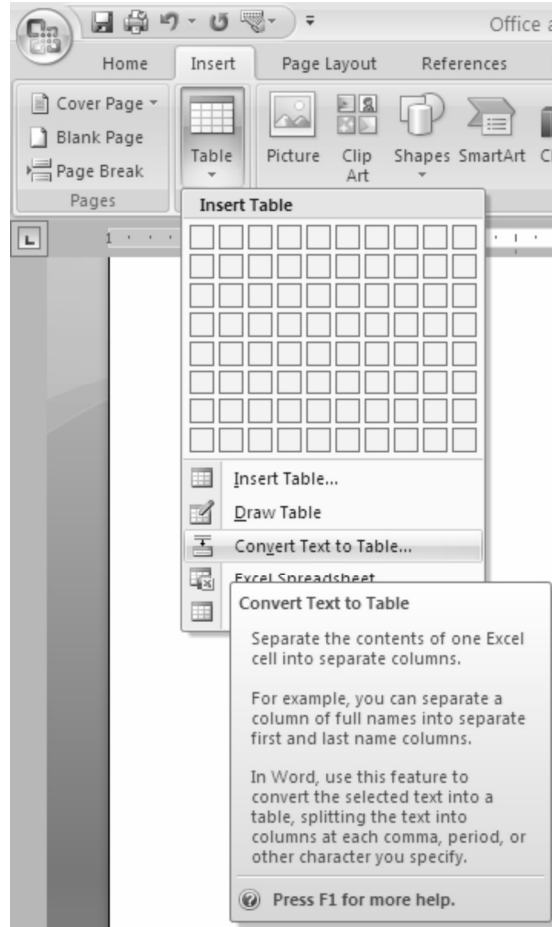 Office a
Home Insert Page Layout References
Cover Page
Blank Page
Page Break
Pages
Table
Picture
Clip
Art
Shapes
SmartArt
Insert Table
L
1
Insert Table...
Draw Table
Convert Text to Table...
Excel Spreadsheet
Convert Text to Table
Separate the contents of one Excel
cell into separate columns.
For example, you can separate a
column of full names into separate
first and last name columns.
In Word, use this feature to
convert the selected text into a
table, splitting the text into
columns at each comma, period, or
other character you specify.
Press F1 for more help.